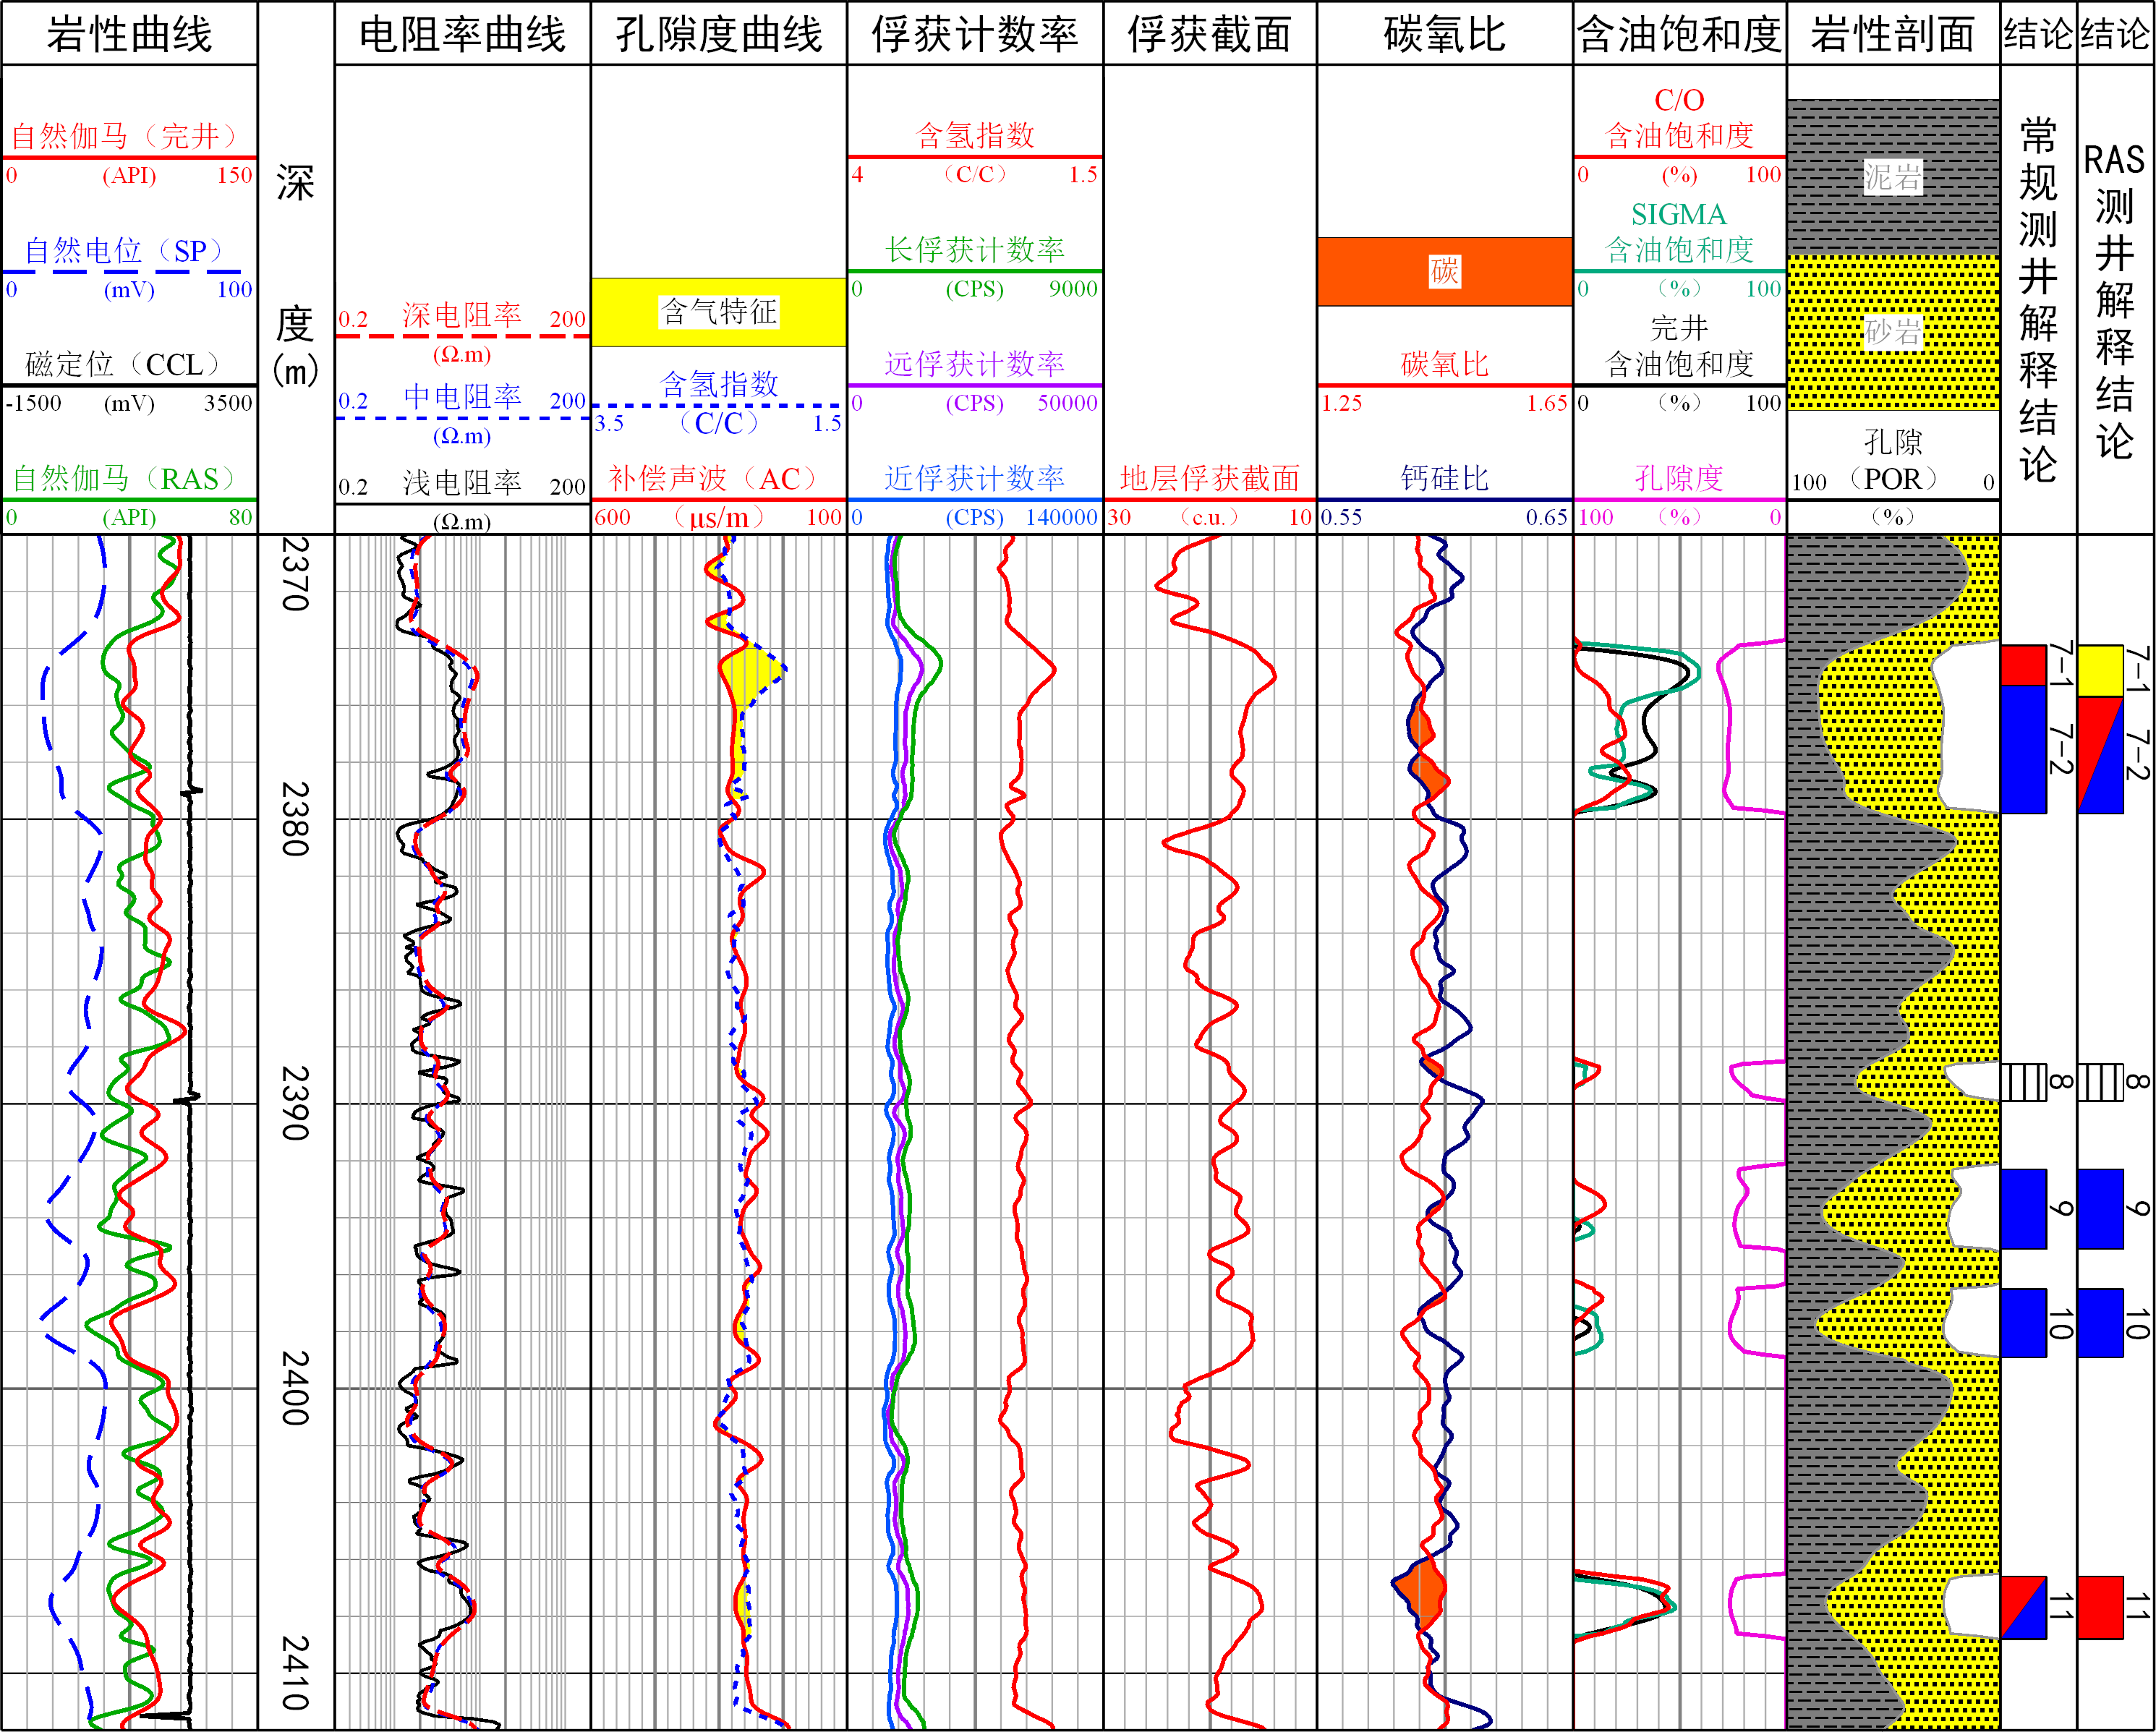 岩性曲线
自然伽马（完井）
0 (API) 150
自然电位（SP）
0 (mV) 100
磁定位（CCL）
-1500 (mV) 3500
自然伽马（RAS）
0 (API) 80
深
度
(m)
电阻率曲线
0.2 深电阻率 200
(Ω.m)
0.2 中电阻率 200
(Ω.m)
0.2 浅电阻率 200
(Ω.m)
孔隙度曲线
含气特征
含氢指数
3.5 (C/C) 1.5
补偿声波（AC）
600 (μs/m) 100
俘获计数率
含氢指数
4 (C/C) 1.5
长俘获计数率
0 (CPS) 9000
远俘获计数率
0 (CPS) 50000
近俘获计数率
0 (CPS) 140000
俘获截面
地层俘获截面
30 (c.u.) 10
碳氧比
碳
碳氧比
1.25 1.65
钙硅比
0.55 0.65
含油饱和度
C/O
含油饱和度
0 (%) 100
SIGMA
含油饱和度
0 (%) 100
完井
含油饱和度
0 (%) 100
孔隙度
100 (%) 0
岩性剖面
泥岩
砂岩
孔隙
100 （POR） 0
(%)
结论
常规测井解释结论
结论
RAS测井解释结论
2370
2380
2390
2400
2410
7-1
7-2
8
9
10
11
7-1
7-2
8
9
10
11